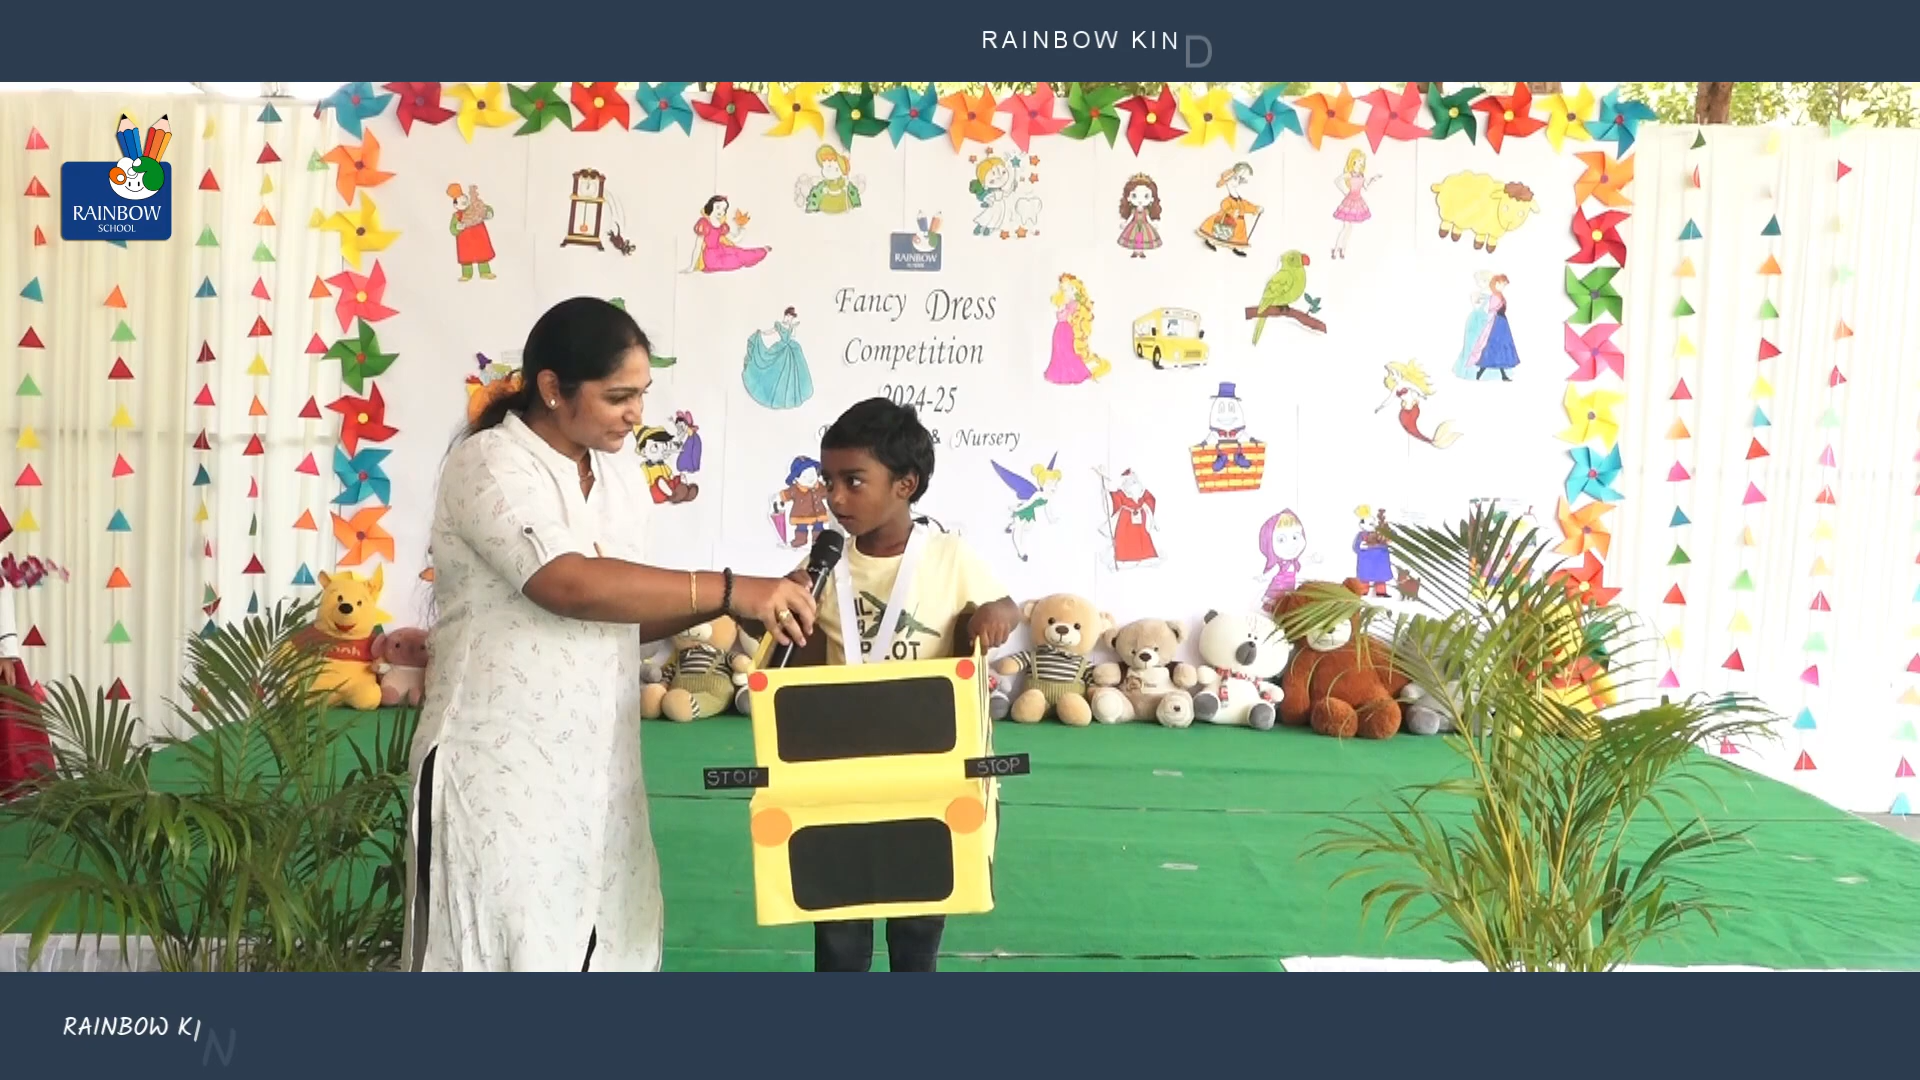 RAINBOW KIND
RAINBOW
SCHOOL
RAINBOW
Fancy Dress
Competition
2024-25
& Nursery
STOP
STOP
RAINBOW KIN